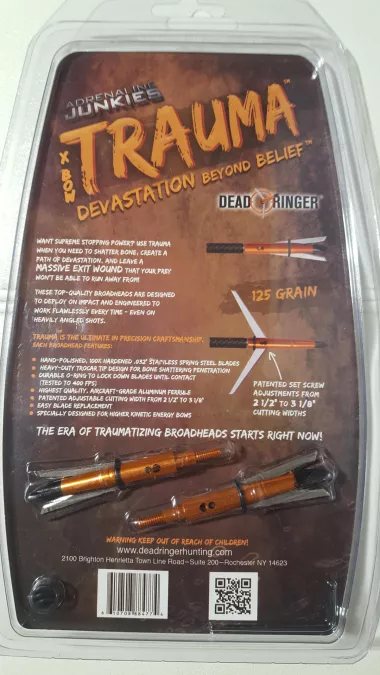 ADRENALINE
JUNKIES
X BOW
TRAUMA™
DEVASTATION BEYOND BELIEF™
DEAD RINGER®
WANT SUPREME STOPPING POWER? USE TRAUMA
WHEN YOU NEED TO SHATTER BONE, CREATE A
PATH OF DEVASTATION, AND LEAVE A
MASSIVE EXIT WOUND THAT YOUR PREY
WON'T BE ABLE TO RUN AWAY FROM!
THESE TOP-QUALITY BROADHEADS ARE DESIGNED
TO DEPLOY ON IMPACT AND ENGINEERED TO
WORK FLAWLESSLY EVERY TIME – EVEN ON
HEAVILY ANGLED SHOTS.
125 GRAIN
TRAUMA™ IS THE ULTIMATE IN PRECISION CRAFTSMANSHIP.
EACH BROADHEAD FEATURES:
• HAND-POLISHED, 100% HARDENED .032" STAINLESS SPRING STEEL BLADES
• HEAVY-DUTY TROCAR TIP DESIGN FOR BONE SHATTERING PENETRATION
• DURABLE O-RING TO LOCK DOWN BLADES UNTIL CONTACT
(TESTED TO 400 FPS)
• HIGHEST QUALITY, AIRCRAFT-GRADE ALUMINUM FERRULE
• PATENTED ADJUSTABLE CUTTING WIDTH FROM 2 1/2" TO 3 1/8"
• EASY BLADE REPLACEMENT
• SPECIALLY DESIGNED FOR HIGHER KINETIC ENERGY BOWS
PATENTED SET SCREW
ADJUSTMENTS FROM
2 1/2" TO 3 1/8"
CUTTING WIDTHS
THE ERA OF TRAUMATIZING BROADHEADS STARTS RIGHT NOW!
WARNING KEEP OUT OF REACH OF CHILDREN!
www.deadringerhunting.com
2100 Brighton Henrietta Town Line Road–Suite 200–Rochester NY 14623